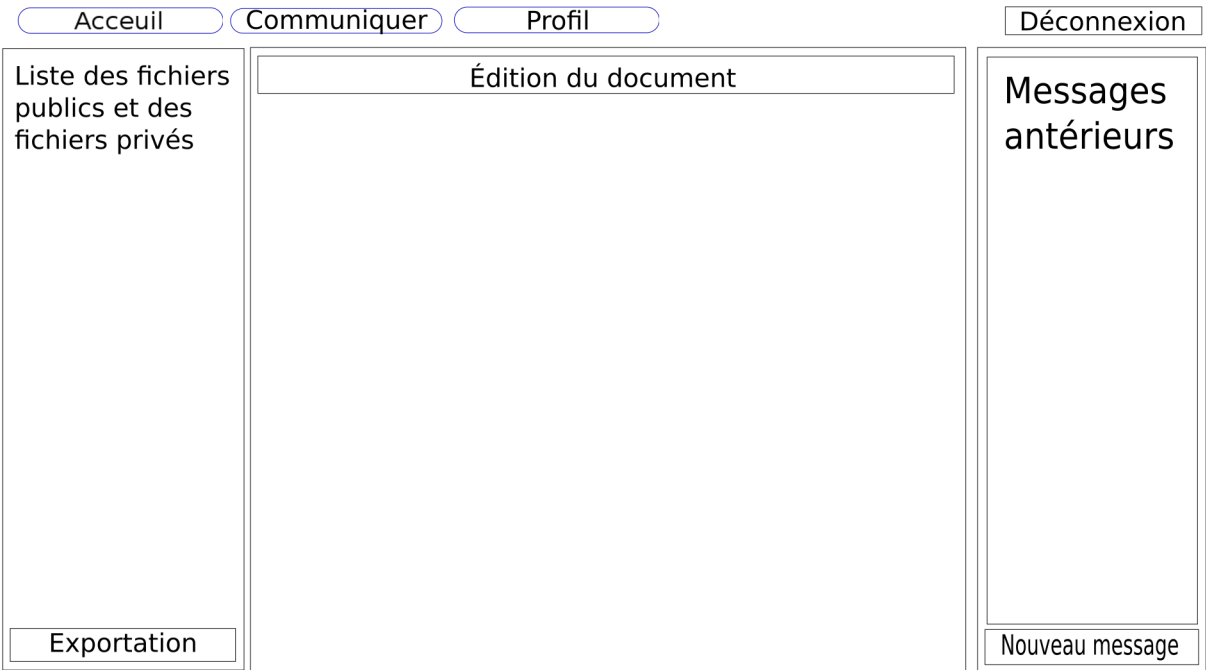 Acceuil
Communiquer
Profil
Déconnexion
Liste des fichiers
publics et des
fichiers privés
Exportation
Édition du document
Messages
antérieurs
Nouveau message